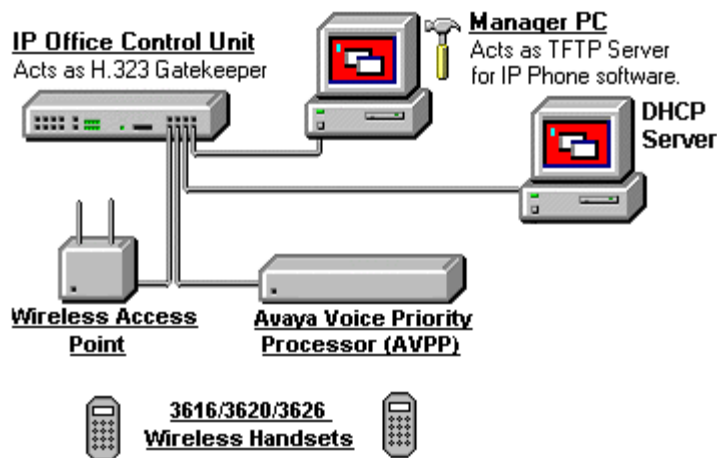 IP Office Control Unit
Acts as H.323 Gatekeeper
Manager PC
Acts as TFTP Server
for IP Phone software.
DHCP
Server
Wireless Access
Point
Avaya Voice Priority
Processor (AVPP)
3616/3620/3626
Wireless Handsets